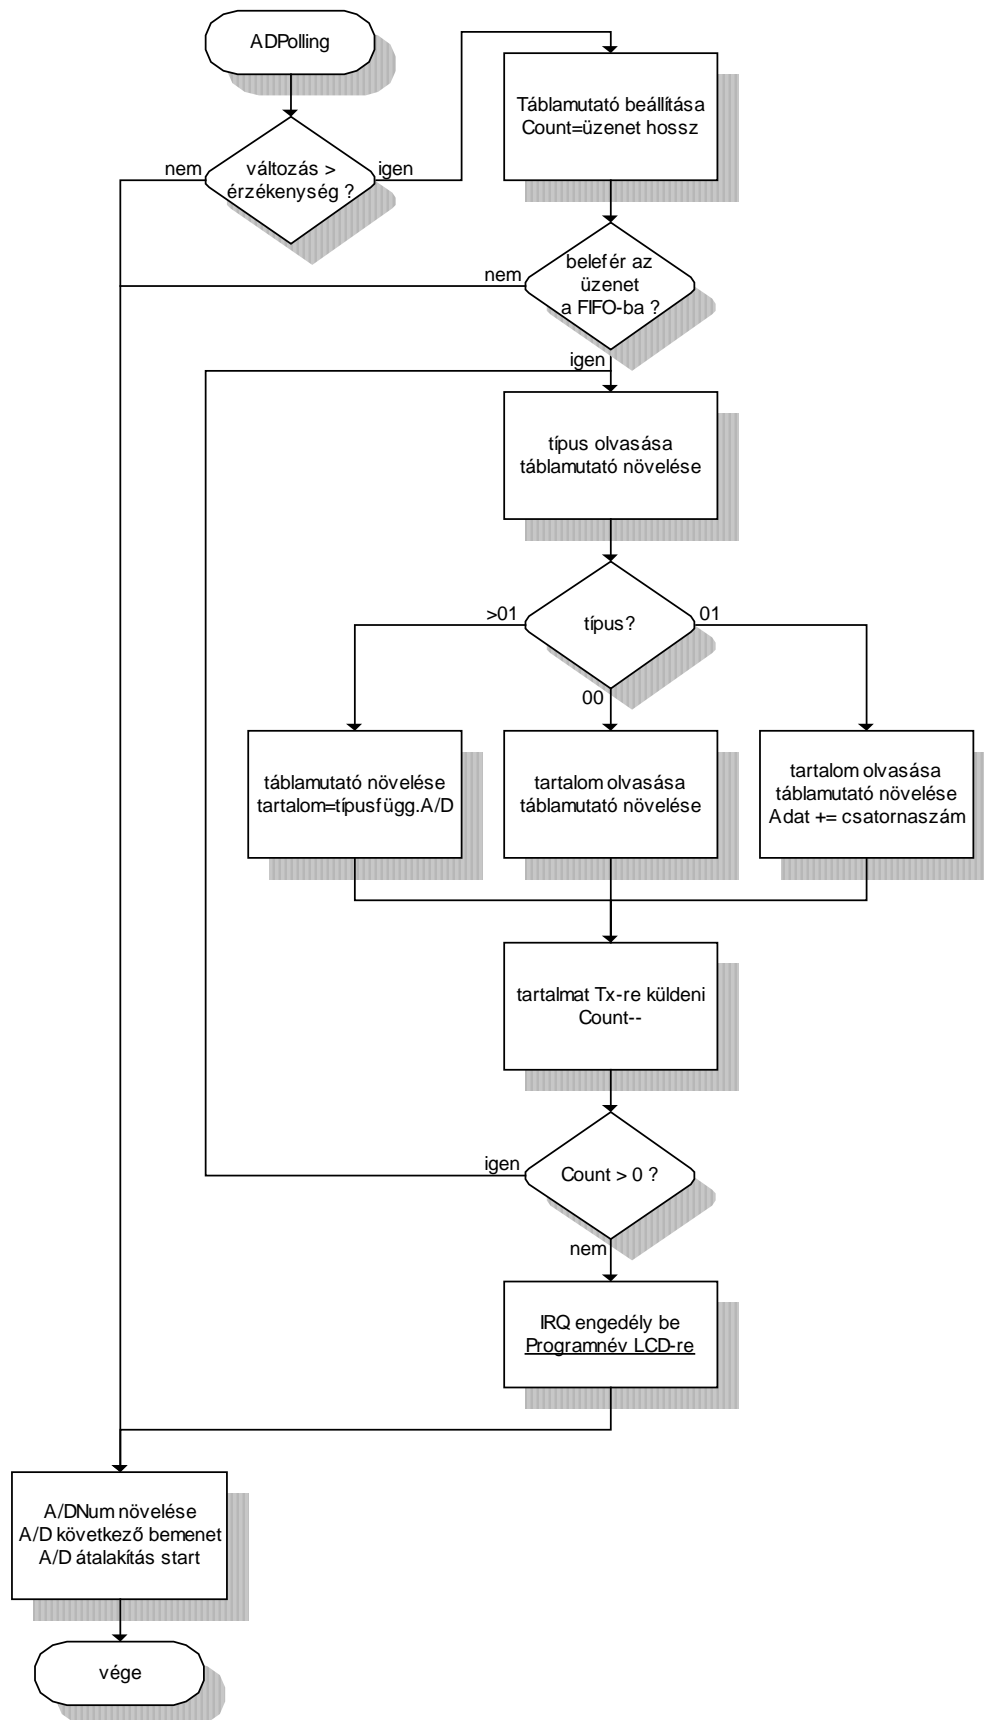 ADPolling
Táblamutató beállítása
Count=üzenet hossz
nem
változás >
érzékenység ?
igen
nem
belefér az
üzenet
a FIFO-ba ?
igen
típus olvasása
táblamutató növelése
>01
típus?
01
00
táblamutató növelése
tartalom=típusfügg.A/D
tartalom olvasása
táblamutató növelése
tartalom olvasása
táblamutató növelése
Adat += csatornaszám
tartalmat Tx-re küldeni
Count--
igen
Count > 0 ?
nem
IRQ engedély be
Programnév LCD-re
A/DNum növelése
A/D következő bemenet
A/D átalakítás start
vége